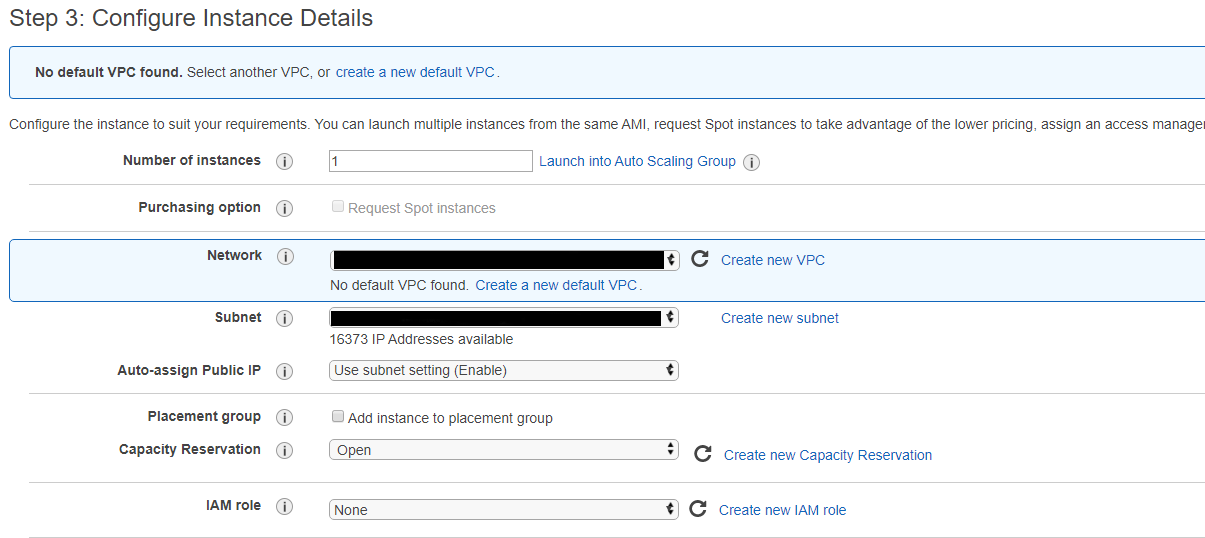 Step 3: Configure Instance Details
No default VPC found. Select another VPC, or create a new default VPC.
Configure the instance to suit your requirements. You can launch multiple instances from the same AMI, request Spot instances to take advantage of the lower pricing, assign an access
Number of instances i 1 Launch into Auto Scaling Group i
Purchasing option i Request Spot instances
Network i Create new VPC
No default VPC found. Create a new default VPC.
Subnet i Create new subnet
16373 IP Addresses available
Auto-assign Public IP i Use subnet setting (Enable)
Placement group i Add instance to placement group
Capacity Reservation i Open Create new Capacity Reservation
IAM role i None Create new IAM role